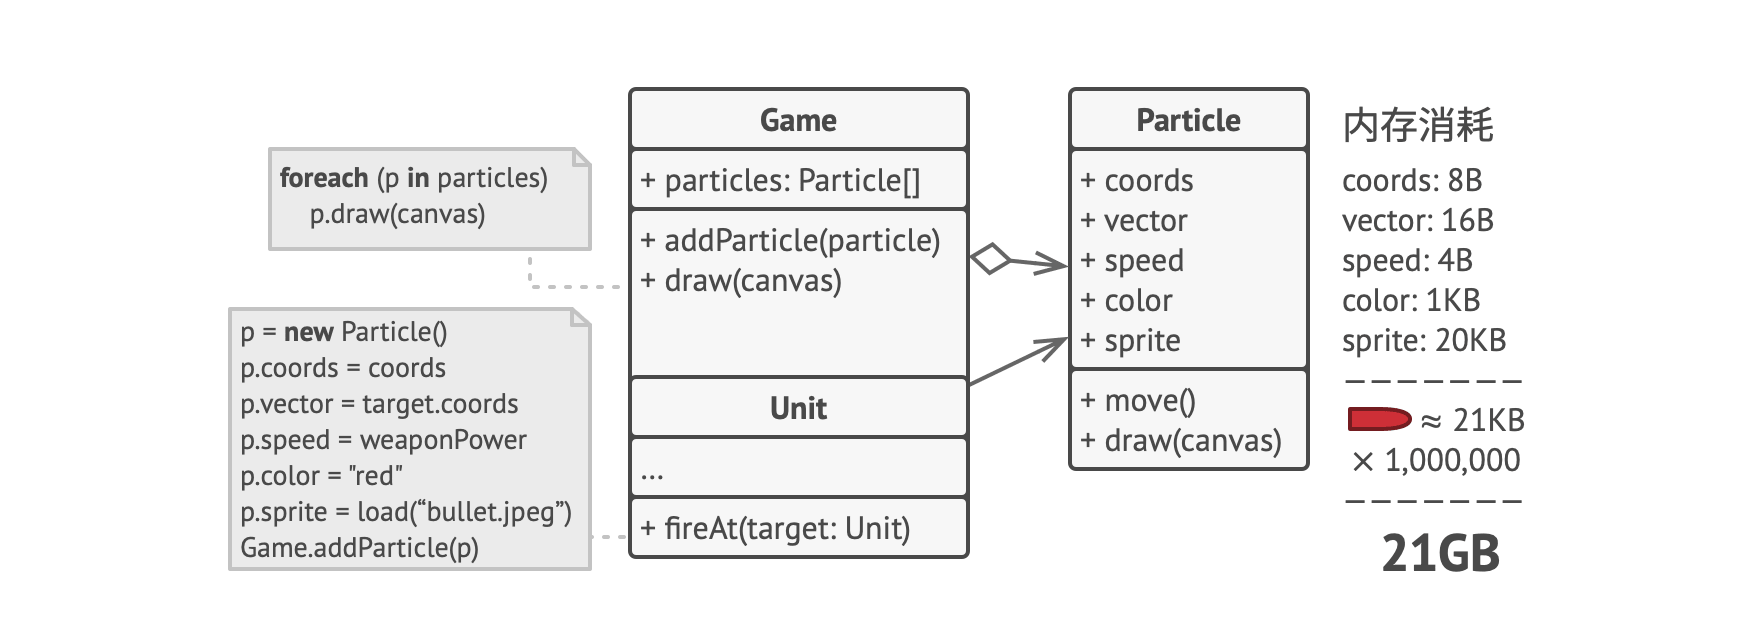 foreach (p in particles)
p.draw(canvas)
p = new Particle()
p.coords = coords
p.vector = target.coords
p.speed = weaponPower
p.color = "red"
p.sprite = load(“bullet.jpeg”)
Game.addParticle(p)
Game
+ particles: Particle[]
+ addParticle(particle)
+ draw(canvas)
Unit
...
+ fireAt(target: Unit)
Particle
+ coords
+ vector
+ speed
+ color
+ sprite
+ move()
+ draw(canvas)
内存消耗
coords: 8B
vector: 16B
speed: 4B
color: 1KB
sprite: 20KB
≈ 21KB
× 1,000,000
21GB